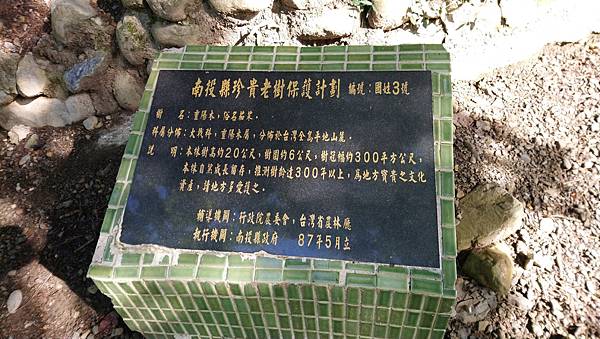 南投縣珍貴老樹保護計劃 編號：國姓3號
樹 名：重陽木，俗名茄苳。
科屬分佈：大戟科，重陽木屬，分佈於台灣全島平地山麓。
說 明：本株樹高約20公尺，樹圍約6公尺，樹冠幅約300平方公尺，
本株自然成長留存，推測樹齡達300年以上，為地方寶貴之文化
資產，請地方多愛護之。
輔導機關：行政院農委會，台灣省農林廳
執行機關：南投縣政府 87年5月立